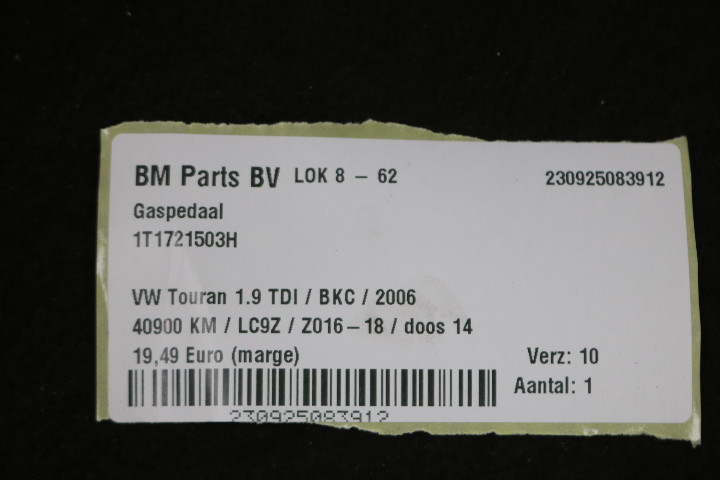 BM Parts BV LOK 8 - 62 230925083912
Gaspedaal
1T1721503H
VW Touran 1.9 TDI / BKC / 2006
40900 KM / LC9Z / Z016-18 / doos 14
19,49 Euro (marge) Verz: 10
Aantal: 1
230925083912